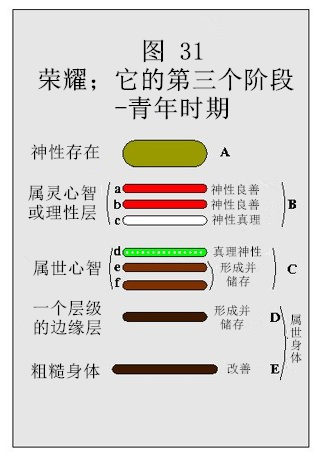 图 31
荣耀；它的第三个阶段
-青年时期
神性存在 A
属灵心智
或理性层
a 神性良善
b 神性良善
c 神性真理
B
属世心智
d 真理神性
e 形成并
f 储存
C
一个层级
的边缘层
形成并
储存
D
粗糙身体 改善 E
属世身体